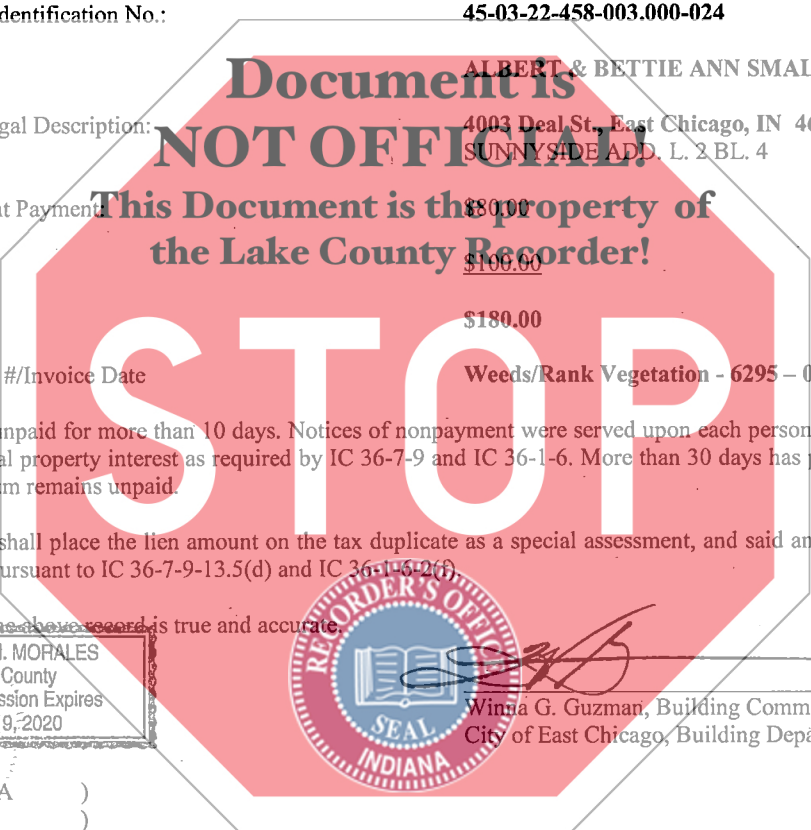 dentification No.: 45-03-22-458-003.000-024
Document is
ALBERT & BETTIE ANN SMAL
gal Description: 4003 Deal St., East Chicago, IN 46
NOT OFFICIAL!
SUNNYSIDE ADD. L. 2 BL. 4
nt Payment: $80.00
This Document is the property of
the Lake County Recorder!
$100.00
$180.00
STOP
#/Invoice Date Weeds/Rank Vegetation - 6295 – 0
unpaid for more than 10 days. Notices of nonpayment were served upon each person
al property interest as required by IC 36-7-9 and IC 36-1-6. More than 30 days has p
um remains unpaid.
shall place the lien amount on the tax duplicate as a special assessment, and said am
ursuant to IC 36-7-9-13.5(d) and IC 36-1-6-2(f).
e above record is true and accurate.
RECORDER'S OFFICE
SEAL
INDIANA
I. MORALES
County
ssion Expires
9, 2020
Winna G. Guzman, Building Comm
City of East Chicago, Building Depa
A )
)